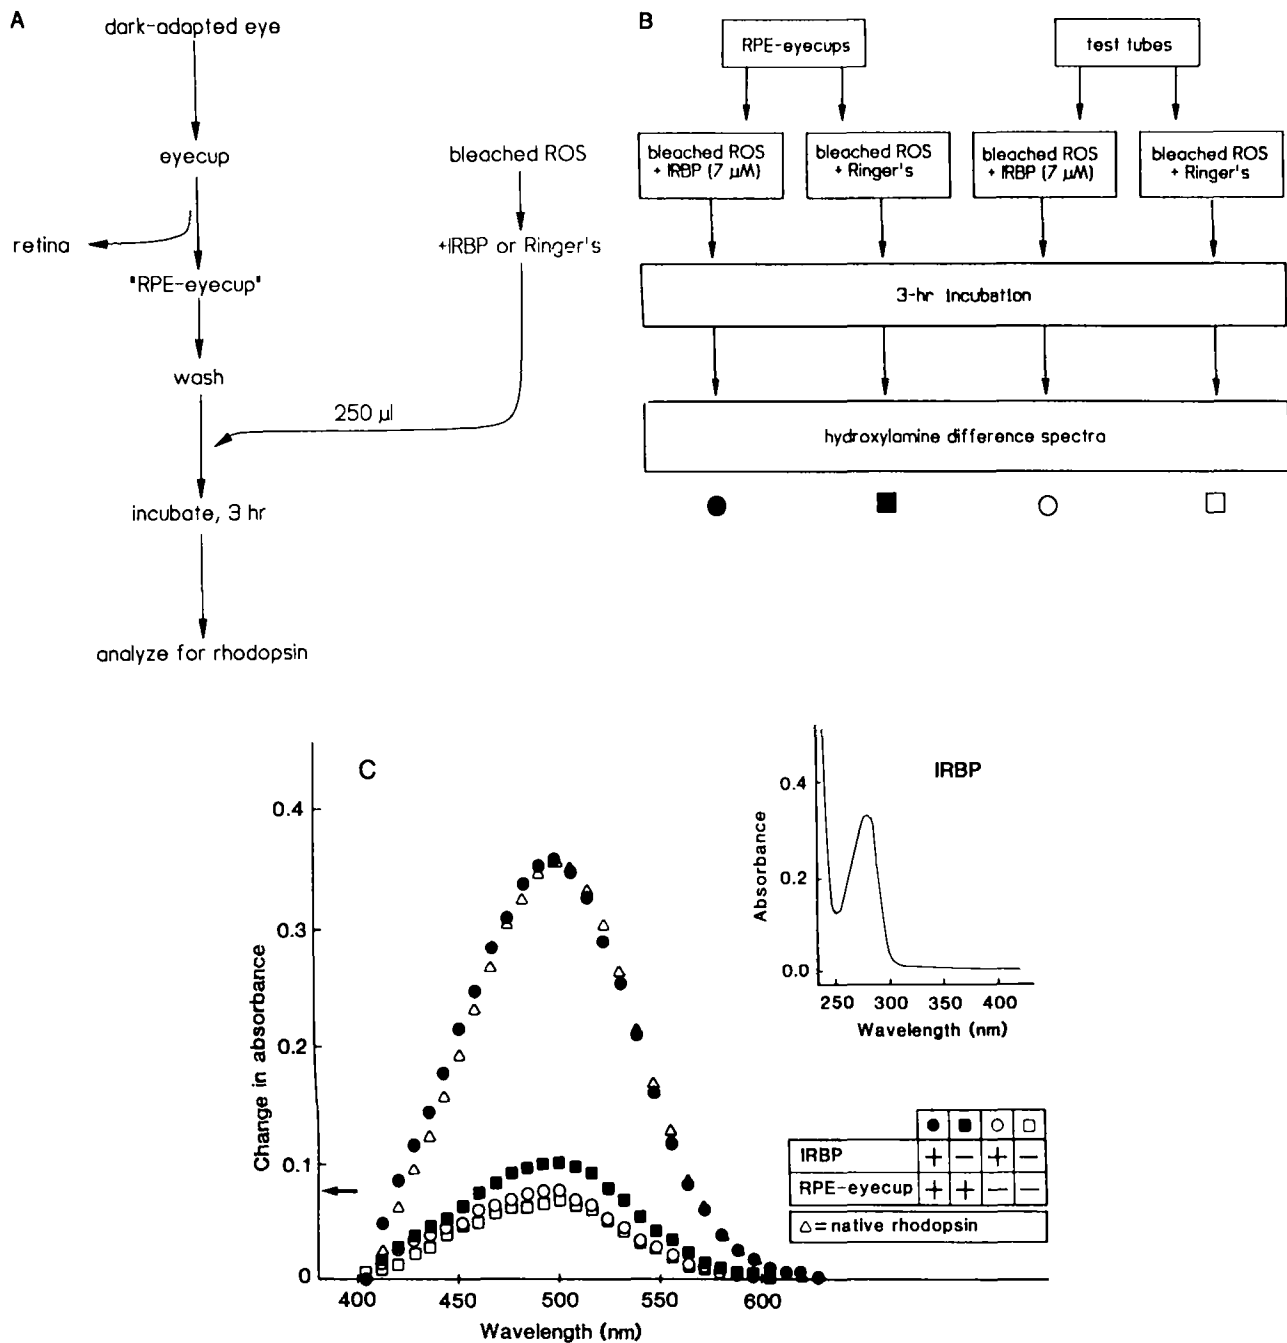 A
dark-adapted eye
eyecup
bleached ROS
retina
+IRBP or Ringer's
"RPE-eyecup"
wash
250 µl
incubate, 3 hr
analyze for rhodopsin
B
RPE-eyecups
test tubes
bleached ROS
+ IRBP (7 µM)
bleached ROS
+ Ringer's
bleached ROS
+ IRBP (7 µM)
bleached ROS
+ Ringer's
3-hr incubation
hydroxylamine difference spectra
C
Change in absorbance
0.4
0.3
0.2
0.1
0
400
450
500
550
600
Wavelength (nm)
IRBP
Absorbance
0.4
0.2
0.0
250
300
350
400
Wavelength (nm)
● ■ ○ □
IRBP + − + −
RPE-eyecup + + − −
△ = native rhodopsin